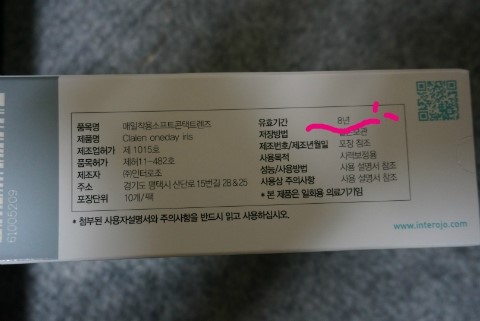 품목명 매일착용소프트콘택트렌즈
제품명 Clalen oneday iris
제조업허가 제 1015호
품목허가 제허11-482호
제조자 ㈜인터로조
주소 경기도 평택시 산단로 15번길 28&25
포장단위 10개/팩
유효기간 8년
저장방법
제조번호/제조년월일 포장 참조
사용목적 시력보정용
성능/사용방법 사용 설명서 참조
사용상 주의사항 사용 설명서 참조
* 본 제품은 일회용 의료기기임
* 첨부된 사용자설명서와 주의사항을 반드시 읽고 사용하십시오.
www.interojo.com
61005209